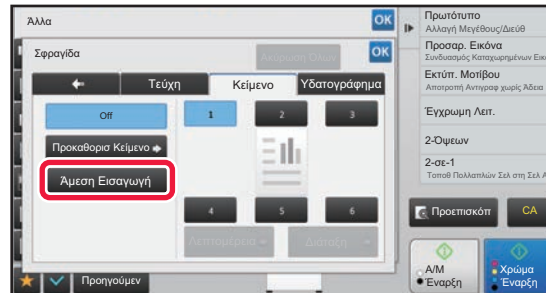 Άλλα
OK
Σφραγίδα
Ακύρωση Όλων
OK
Τεύχη
Κείμενο
Υδατογράφημα
Off
Προκαθορισ Κείμενο
Άμεση Εισαγωγή
1
2
3
4
5
6
Λεπτομέρεια
Διάταξη
Προηγούμεν
Πρωτότυπο
Αλλαγή Μεγέθους/Διεύθ
Προσαρ. Εικόνα
Συνδυασμός Καταχωρημένων Εικ
Εκτύπ. Μοτίβου
Αποτροπή Αντιγραφ χωρίς Άδεια
Έγχρωμη Λειτ.
2-Όψεων
2-σε-1
Τοποθ Πολλαπλών Σελ στη Σελ Α
Προεπισκόπ
CA
Α/Μ
Έναρξη
Χρώμα
Έναρξη